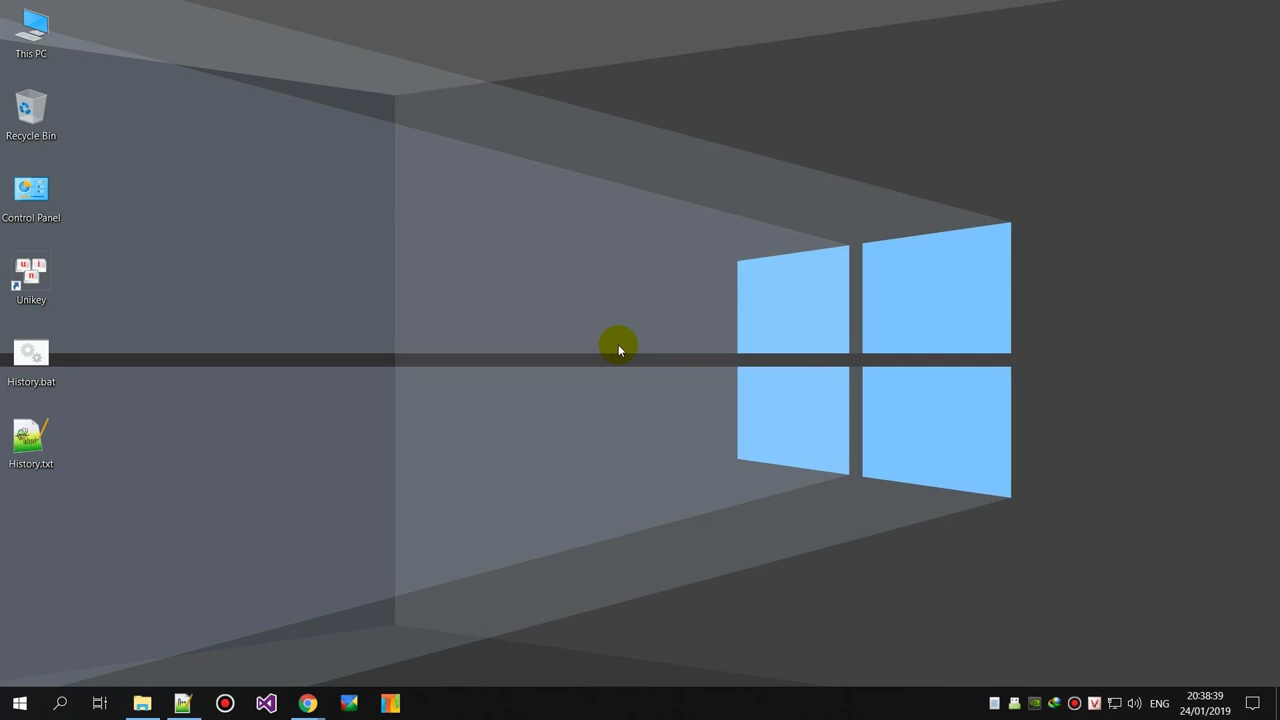 This PC
Recycle Bin
Control Panel
Unikey
History.bat
History.txt
ENG
20:38:39
24/01/2019